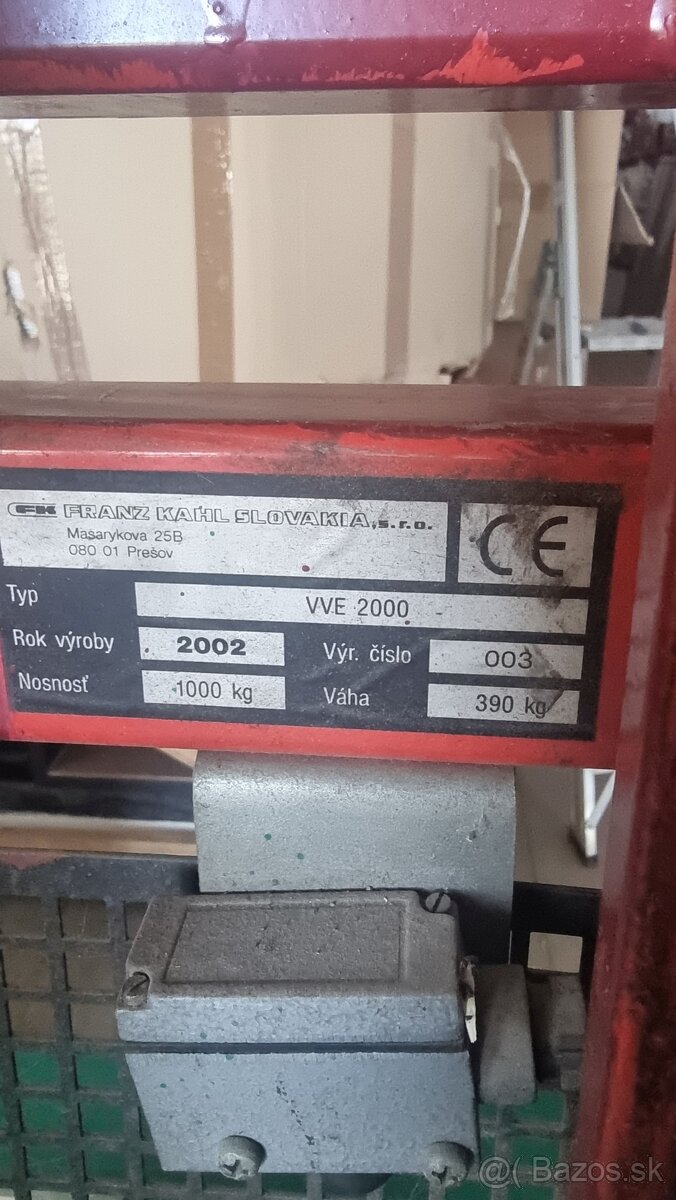 FK FRANZ KAHL SLOVAKIA, s.r.o.
Masarykova 25B
080 01 Prešov
CE
Typ VVE 2000
Rok výroby 2002 Výr. číslo 003
Nosnosť 1000 kg Váha 390 kg
@( Bazos.sk